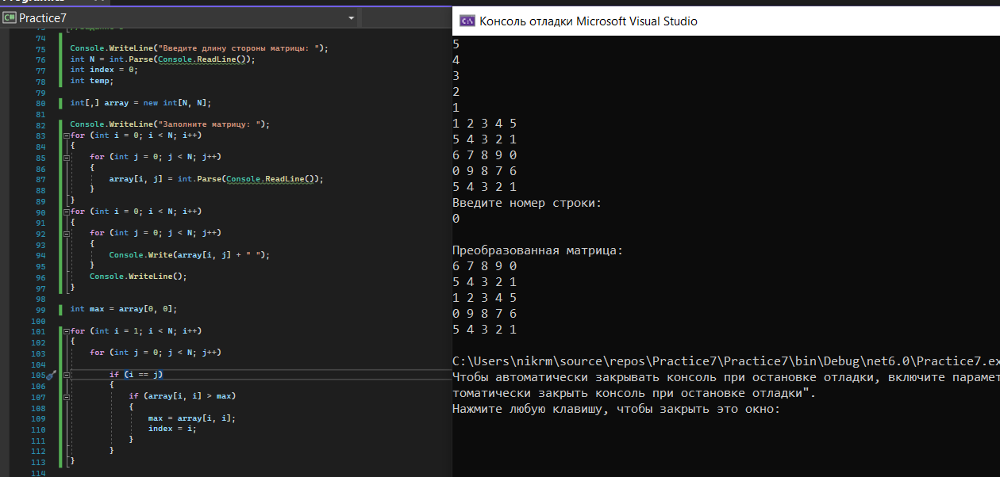 Practice7
74
75 Console.WriteLine("Введите длину стороны матрицы: ");
76 int N = int.Parse(Console.ReadLine());
77 int index = 0;
78 int temp;
79
80 int[,] array = new int[N, N];
81
82 Console.WriteLine("Заполните матрицу: ");
83 for (int i = 0; i < N; i++)
84 {
85 for (int j = 0; j < N; j++)
86 {
87 array[i, j] = int.Parse(Console.ReadLine());
88 }
89 }
90 for (int i = 0; i < N; i++)
91 {
92 for (int j = 0; j < N; j++)
93 {
94 Console.Write(array[i, j] + " ");
95 }
96 Console.WriteLine();
97 }
98
99 int max = array[0, 0];
100
101 for (int i = 1; i < N; i++)
102 {
103 for (int j = 0; j < N; j++)
104
105 if (i == j)
106 {
107 if (array[i, i] > max)
108 {
109 max = array[i, i];
110 index = i;
111 }
112 }
113 }
114
Консоль отладки Microsoft Visual Studio
5
4
3
2
1
1 2 3 4 5
5 4 3 2 1
6 7 8 9 0
0 9 8 7 6
5 4 3 2 1
Введите номер строки:
0
Преобразованная матрица:
6 7 8 9 0
5 4 3 2 1
1 2 3 4 5
0 9 8 7 6
5 4 3 2 1
C:\Users\nikrm\source\repos\Practice7\Practice7\bin\Debug\net6.0\Practice7.ex
Чтобы автоматически закрывать консоль при остановке отладки, включите парамет
томатически закрыть консоль при остановке отладки".
Нажмите любую клавишу, чтобы закрыть это окно: